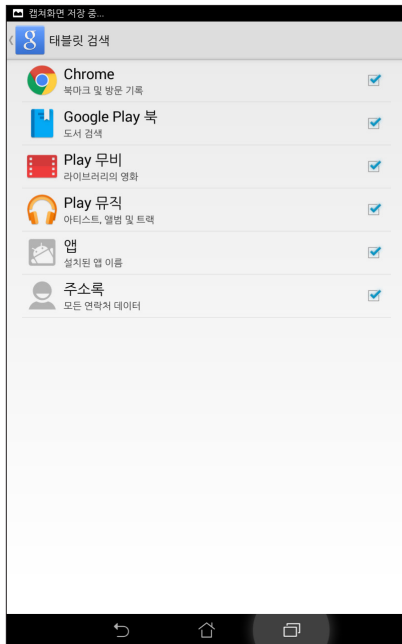 캡쳐화면 저장 중...
태블릿 검색
Chrome
북마크 및 방문 기록
Google Play 북
도서 검색
Play 무비
라이브러리의 영화
Play 뮤직
아티스트, 앨범 및 트랙
앱
설치된 앱 이름
주소록
모든 연락처 데이터